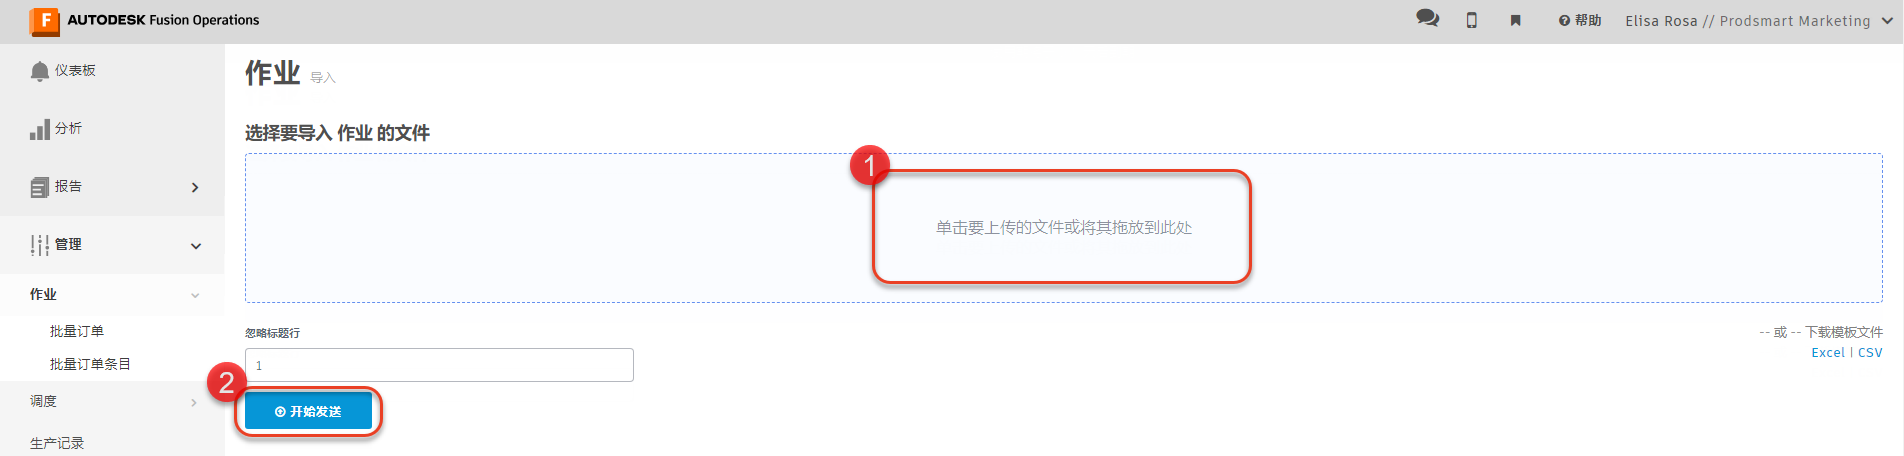 F AUTODESK Fusion Operations
帮助
Elisa Rosa // Prodsmart Marketing
仪表板
分析
报告
管理
作业
批量订单
批量订单条目
调度
生产记录
作业 导入
选择要导入 作业 的文件
1
单击要上传的文件或将其拖放到此处
忽略标题行
1
-- 或 -- 下载模板文件
Excel | CSV
2
开始发送